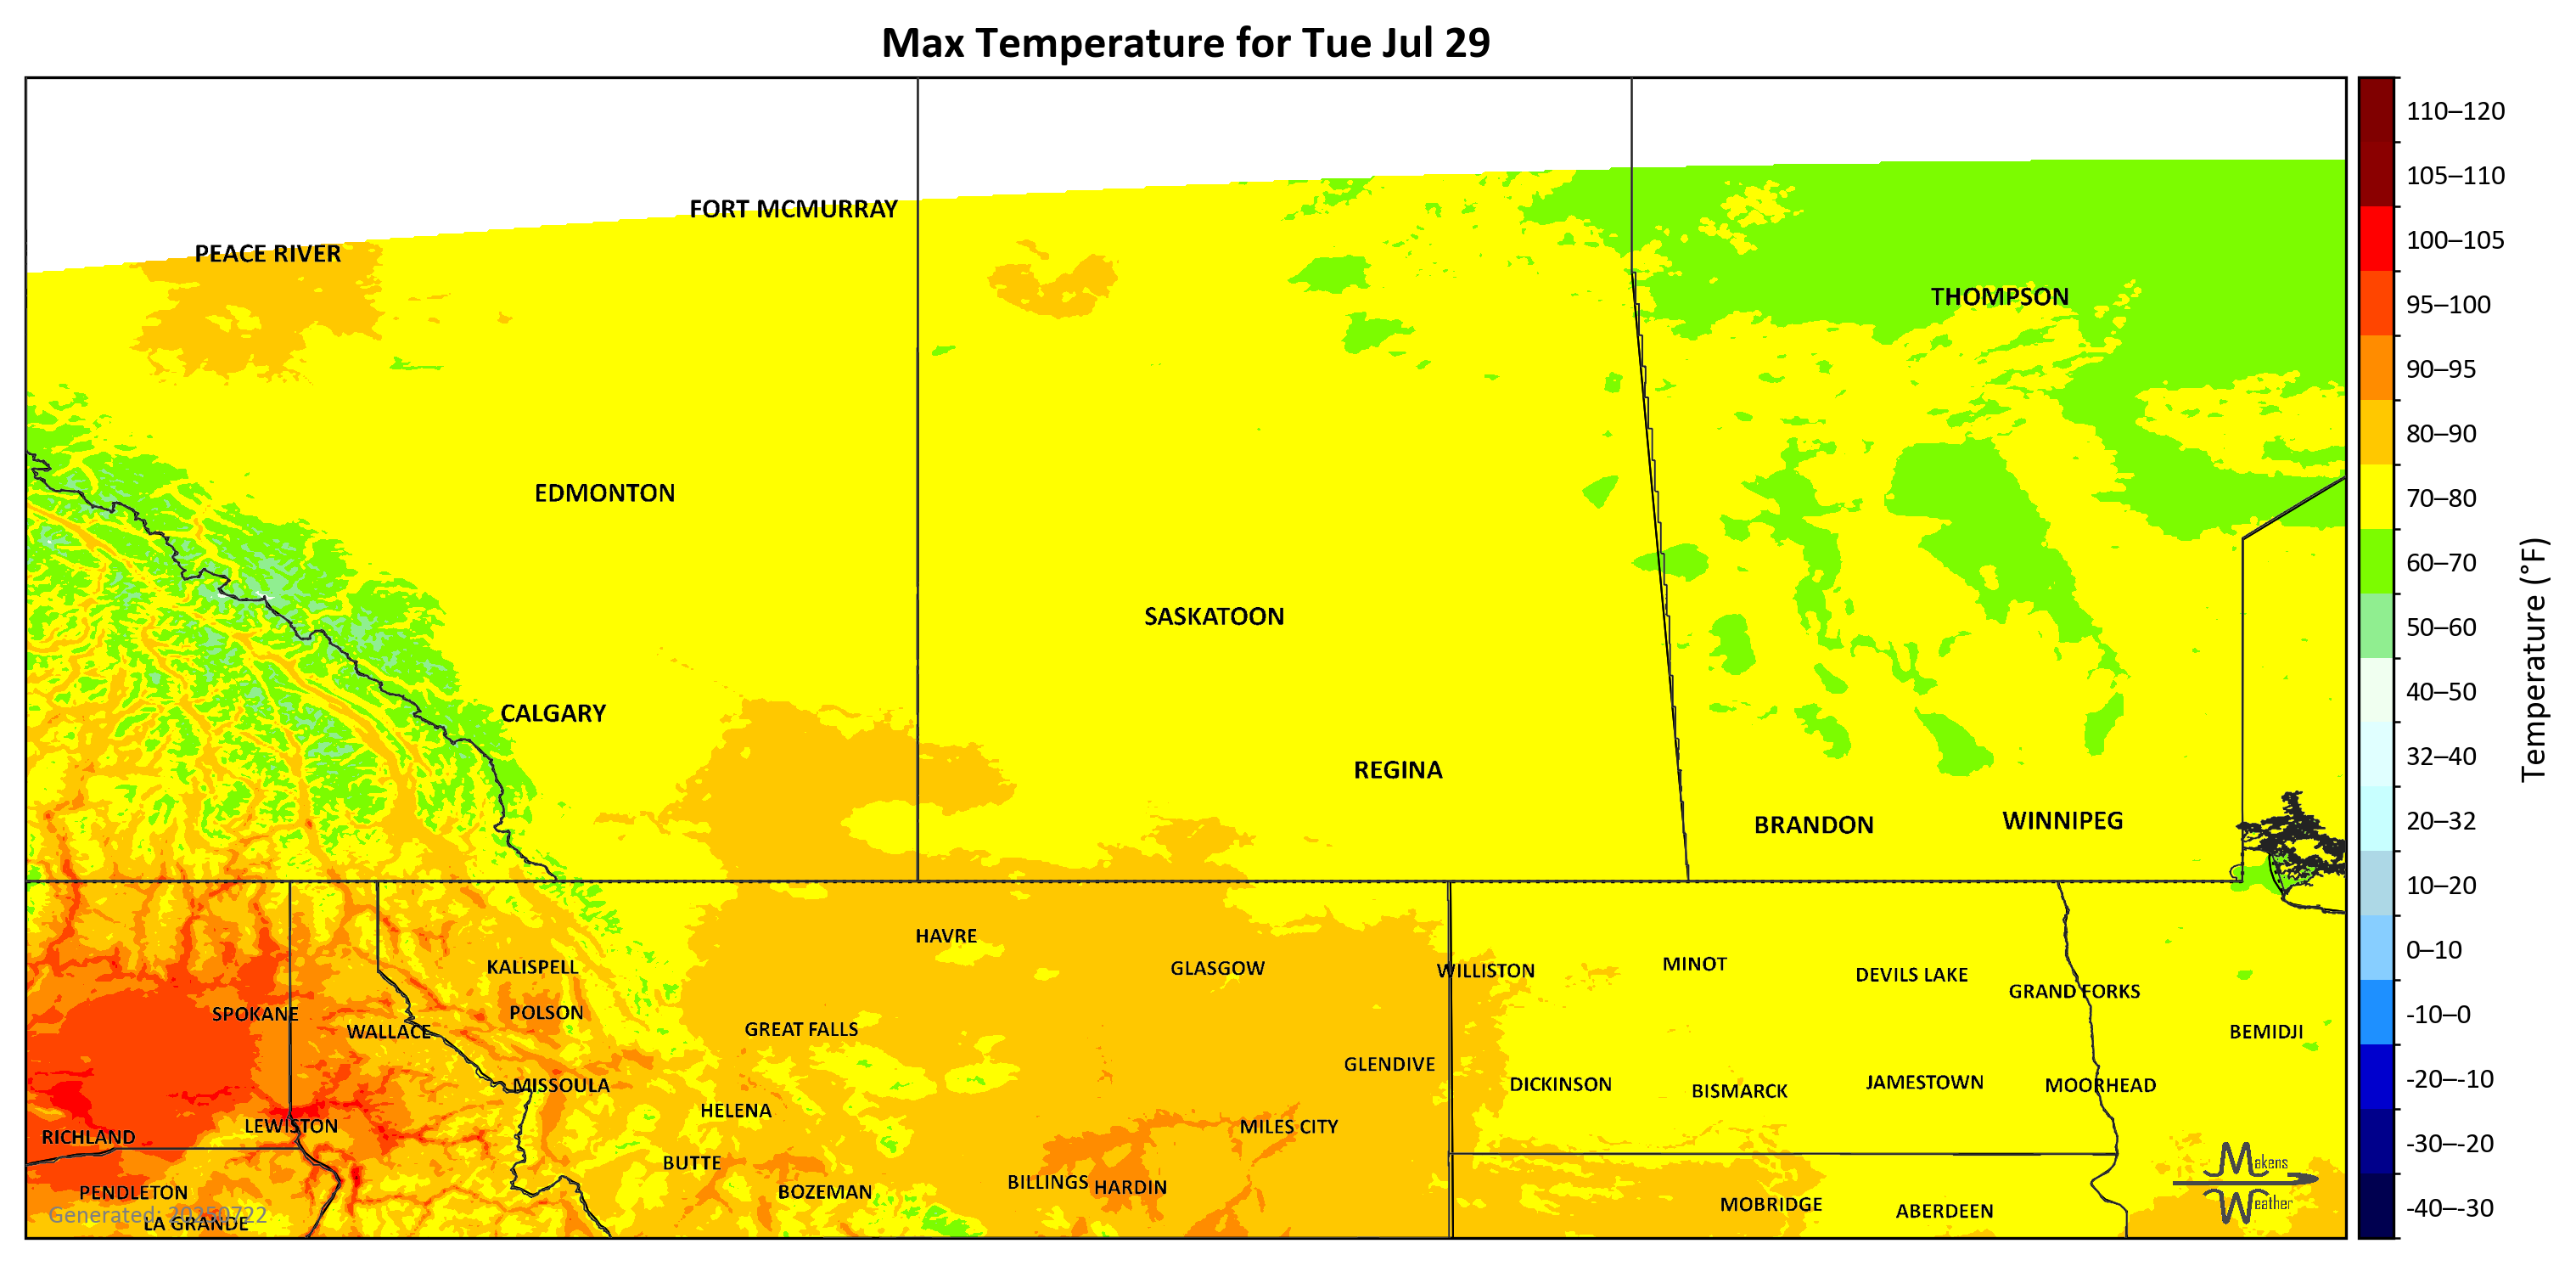 Max Temperature for Tue Jul 29
FORT MCMURRAY
PEACE RIVER
THOMPSON
EDMONTON
SASKATOON
CALGARY
REGINA
BRANDON
WINNIPEG
HAVRE
KALISPELL
GLASGOW
WILLISTON
MINOT
DEVILS LAKE
GRAND FORKS
SPOKANE
POLSON
WALLACE
GREAT FALLS
BEMIDJI
GLENDIVE
MISSOULA
DICKINSON
BISMARCK
JAMESTOWN
MOORHEAD
HELENA
RICHLAND
LEWISTON
MILES CITY
BUTTE
PENDLETON
BOZEMAN
BILLINGS
HARDIN
MOBRIDGE
ABERDEEN
LA GRANDE
Generated: 20250722
Makens
Weather
110–120
105–110
100–105
95–100
90–95
80–90
70–80
60–70
50–60
40–50
32–40
20–32
10–20
0–10
-10–0
-20–-10
-30–-20
-40–-30
Temperature (°F)